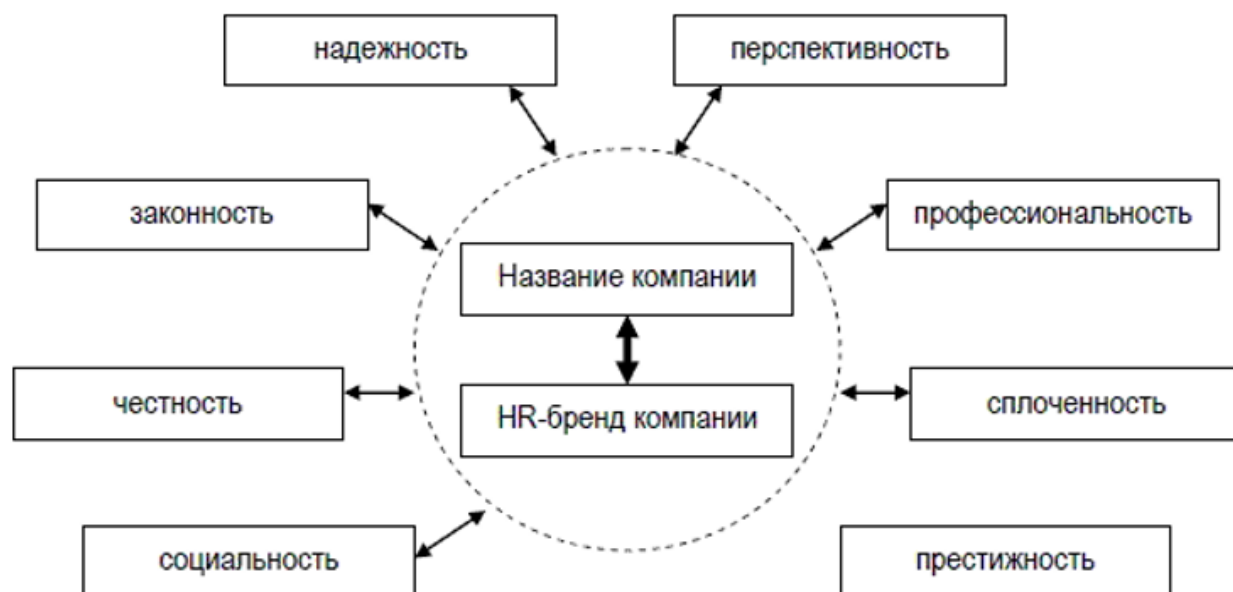 надежность
перспективность
законность
профессиональность
Название компании
честность
HR-бренд компании
сплоченность
социальность
престижность